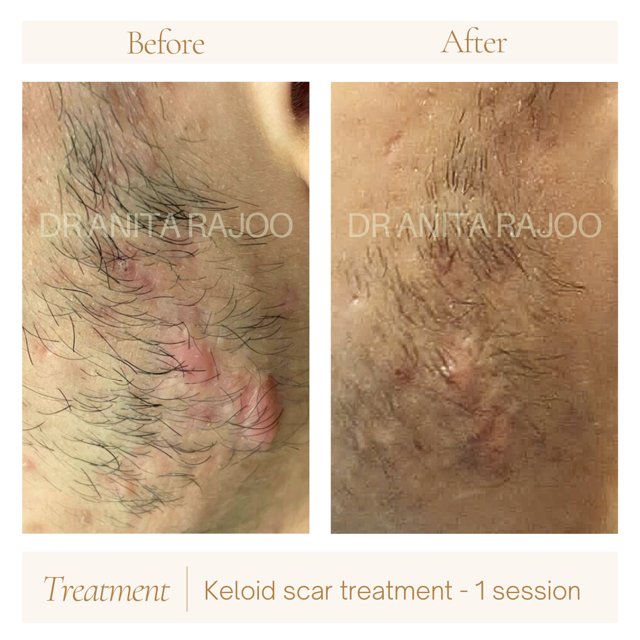 Before
After
DR ANITA RAJOO
DR ANITA RAJOO
Treatment
Keloid scar treatment - 1 session